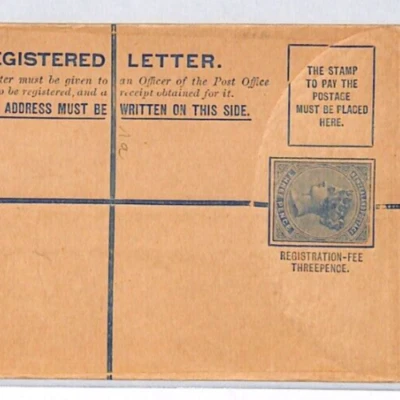 EGISTERED LETTER.
tter must be given to an Officer of the Post Office
o be registered, and a receipt obtained for it.
ADDRESS MUST BE WRITTEN ON THIS SIDE.
THE STAMP
TO PAY THE
POSTAGE
MUST BE PLACED
HERE.
REGISTRATION-FEE
THREEPENCE.